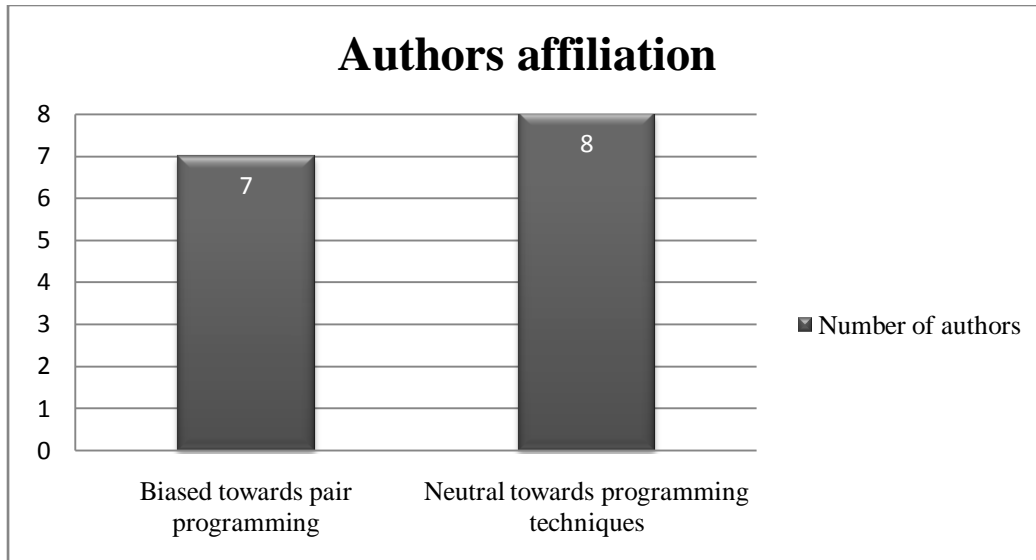 Authors affiliation
8
7
6
5
4
3
2
1
0
7
8
Biased towards pair
programming
Neutral towards programming
techniques
Number of authors